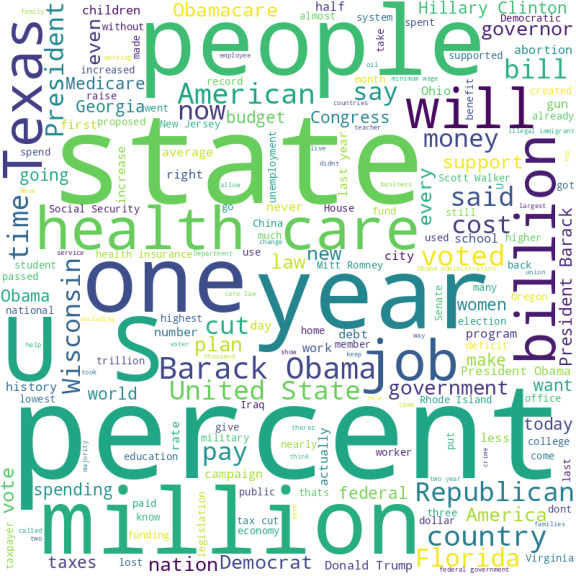 family
children
without
made
Obamacare
half
almost
system
spent
take
Hillary Clinton
Democratic
President
Texas
even
increased
raise
Medicare
Georgia
went
first
proposed
record
people
supported
governor
bill
abortion
American
say
now
budget
Congress
month
minimum wage
Ohio
will
benefit
gun
created
already
countries
oil
employee
working
New Jersey
unemployment
teacher
illegal immigrant
money
spend
going
average
increase
right
last year
state
live
didnt
allow
business
never
every
support
Scott Walker
got
top
largest
said
still
U
time
Social Security
go
China
House
fund
much
change
health care
cost
used
school
higher
service
health insurance
Department
use
law
new
Mitt Romney
city
voted
back
union
Obama administration
billion
President Barack
student
passed
Obama
national
Wisconsin
care law
including
one
year
highest
number
trillion
voter
thousand
cut
day
plan
home
debt
work
member
show
keep
way
job
Senate
many
women
election
Oregon
program
deficit
make
President Obama
U S
help
took
history
lowest
world
Barack Obama
United State
government
want
office
Iraq
Rhode Island
percent
majority
education
rate
give
military
nearly
theres
think
pay
campaign
actually
worker
come
put
less
two year
crime
today
college
come
last
vote
spending
public
thats
federal
Republican
America
three
dont
families
taxpayer
called
two
paid
know
funding
legislation
tax cut
economy
million
dollar
country
taxes
lost
nation
Democrat
Donald Trump
Florida
Virginia
federal government